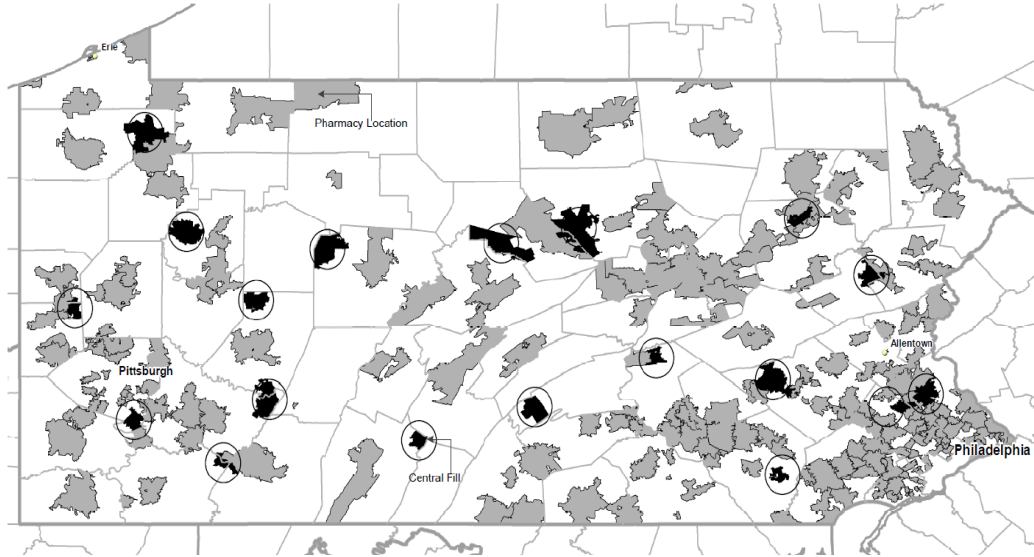 Erie
Pharmacy Location
Allentown
Pittsburgh
Philadelphia
Central Fill